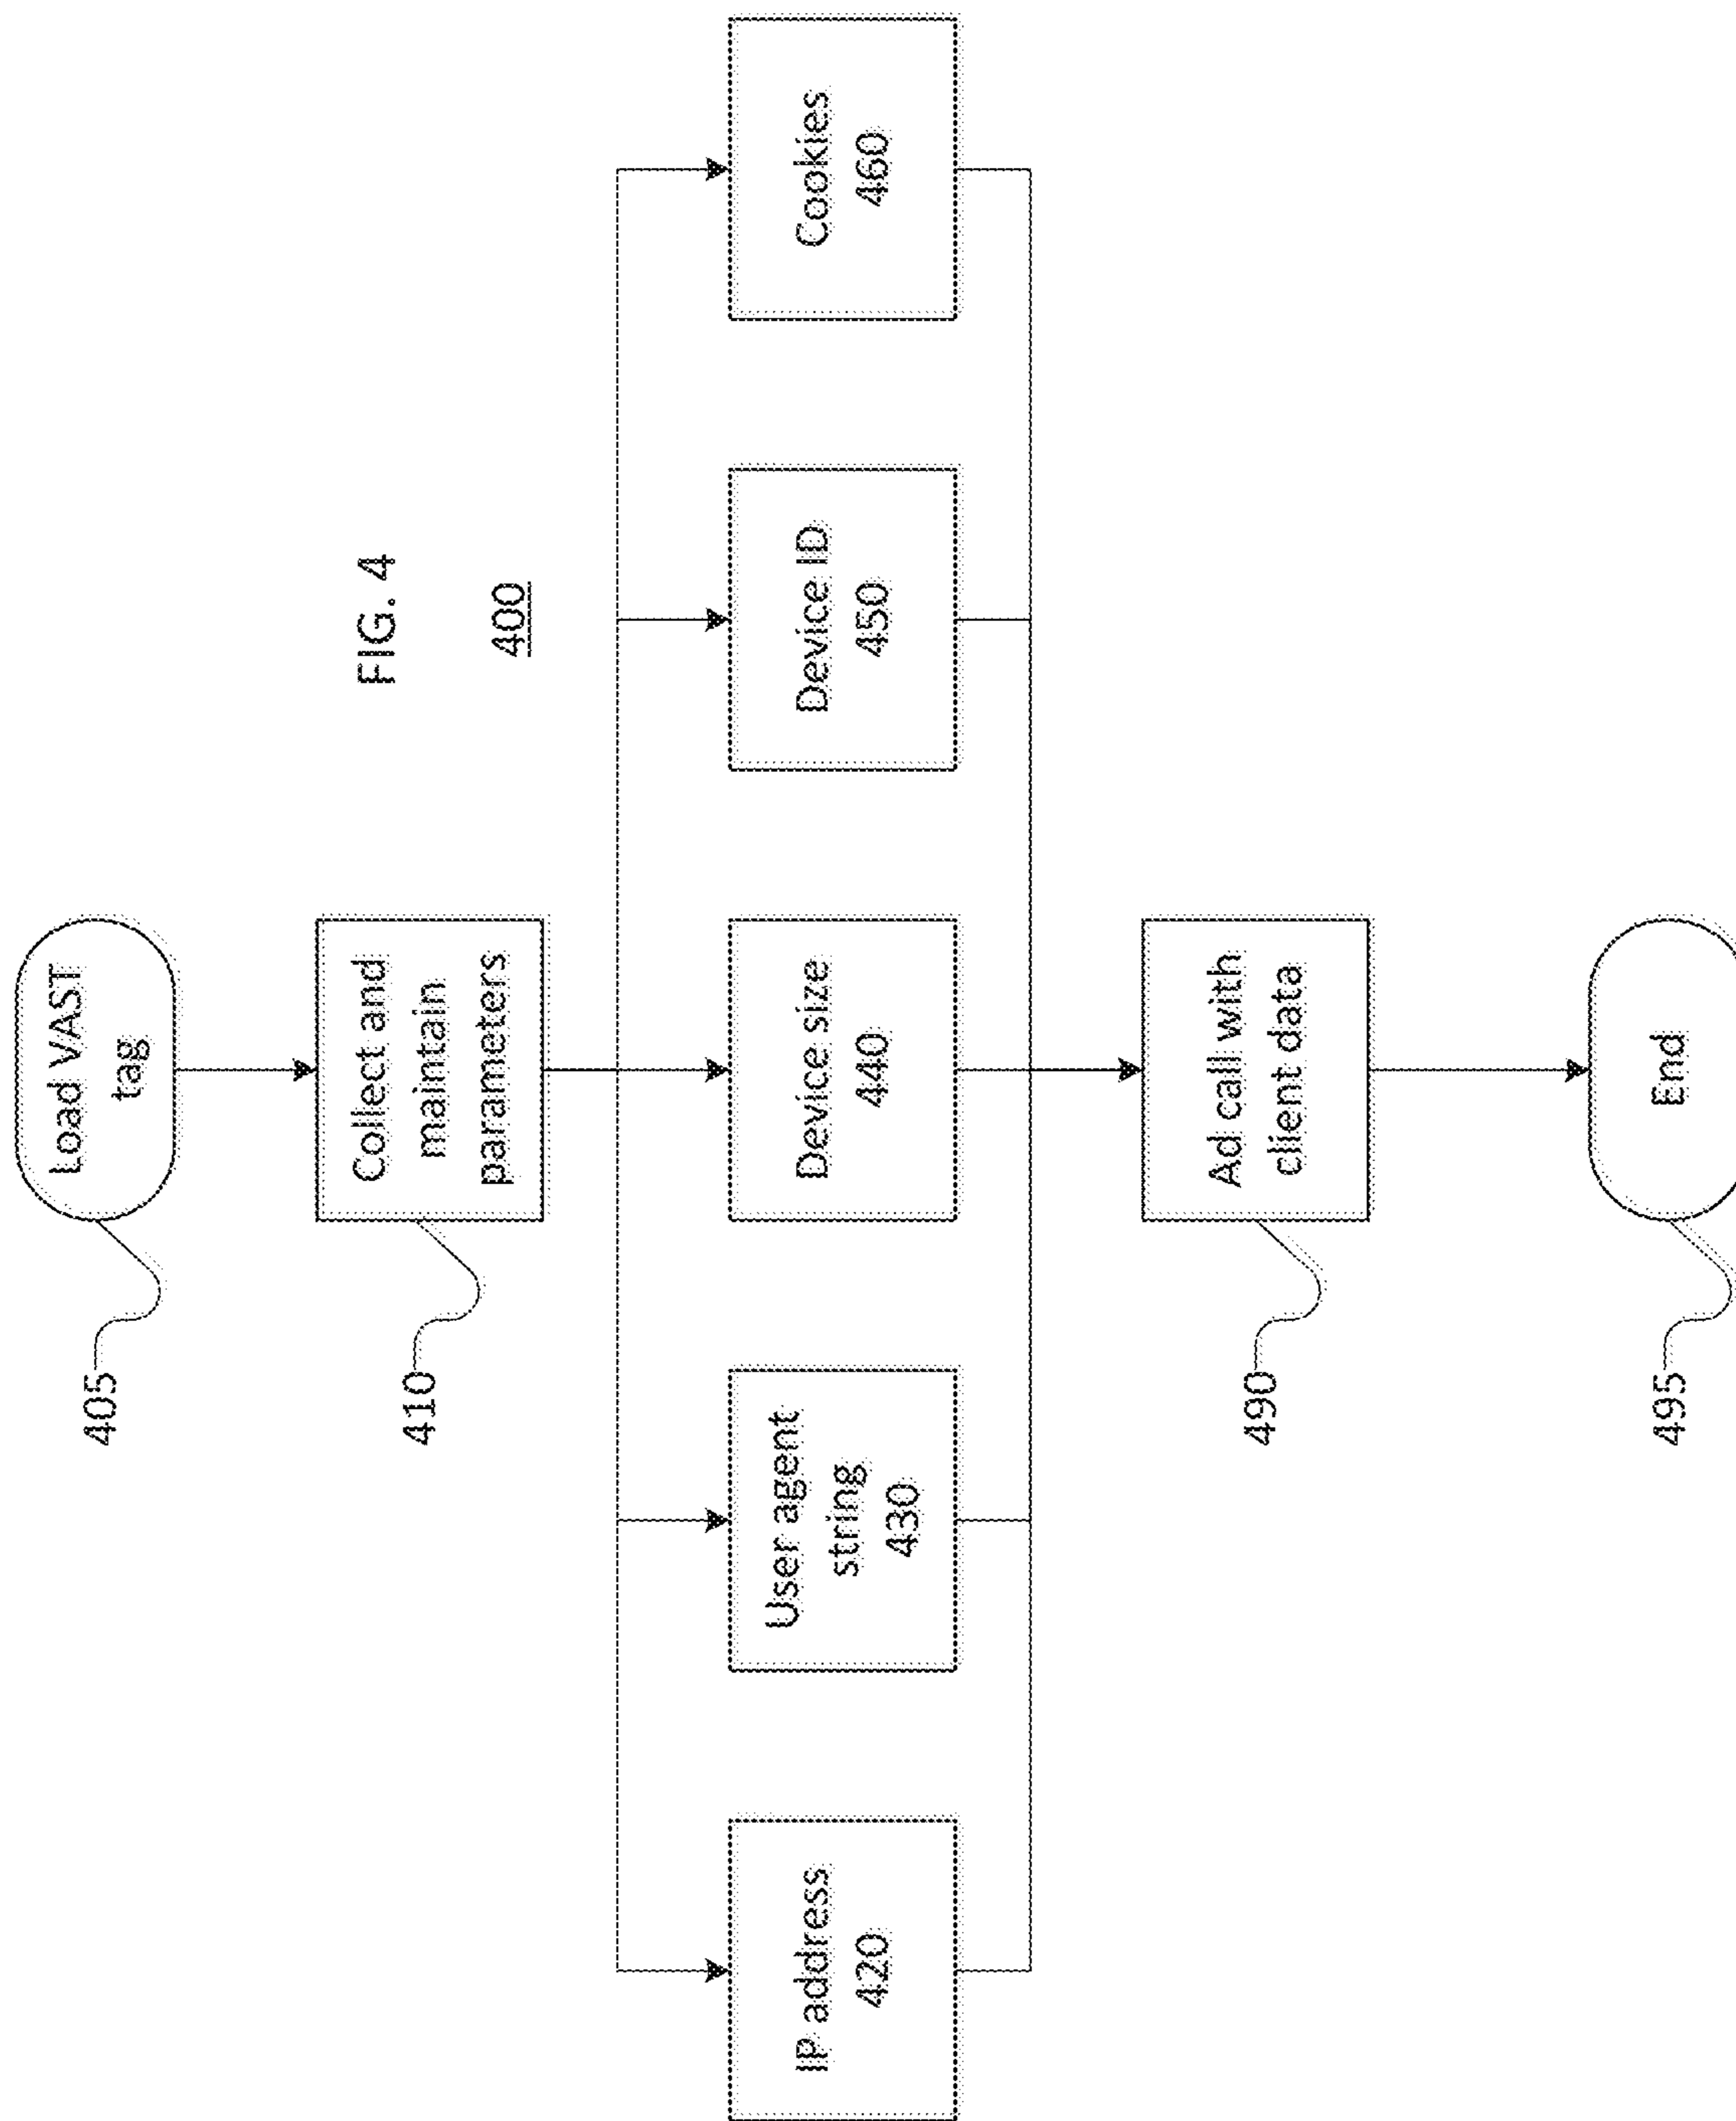 FIG. 4
400
405
Load VAST
tag
410
Collect and
maintain
parameters
IP address
420
User agent
string
430
Device size
440
Device ID
450
Cookies
460
490
Ad call with
client data
495
End